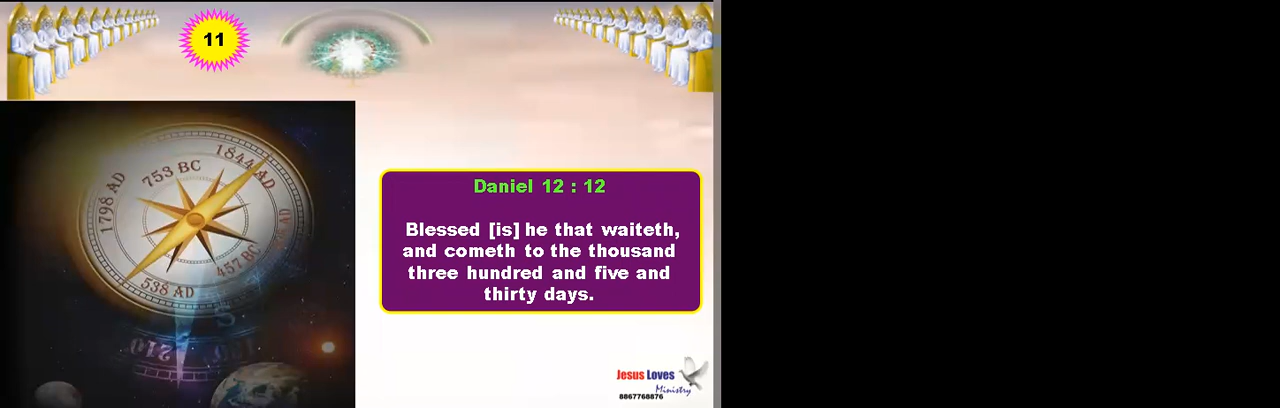 11
1844 AD
753 BC
1798 AD
457 BC
538 AD
Daniel 12 : 12
Blessed [is] he that waiteth,
and cometh to the thousand
three hundred and five and
thirty days.
Jesus Loves
Ministry
8867768876